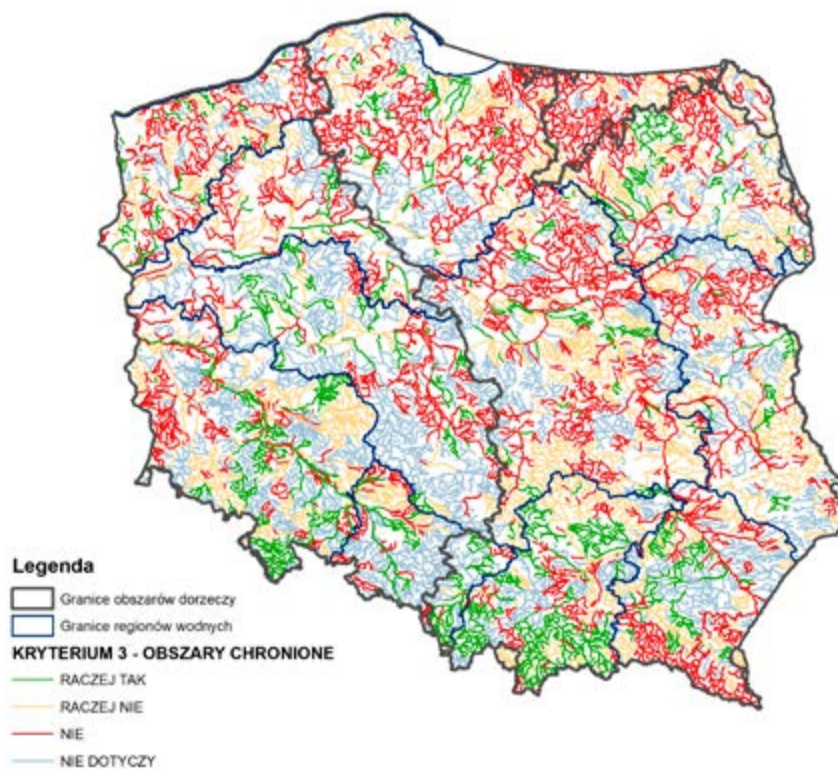 Legenda
Granice obszarów dorzeczy
Granice regionów wodnych
KRYTERIUM 3 - OBSZARY CHRONIONE
RACZEJ TAK
RACZEJ NIE
NIE
NIE DOTYCZY